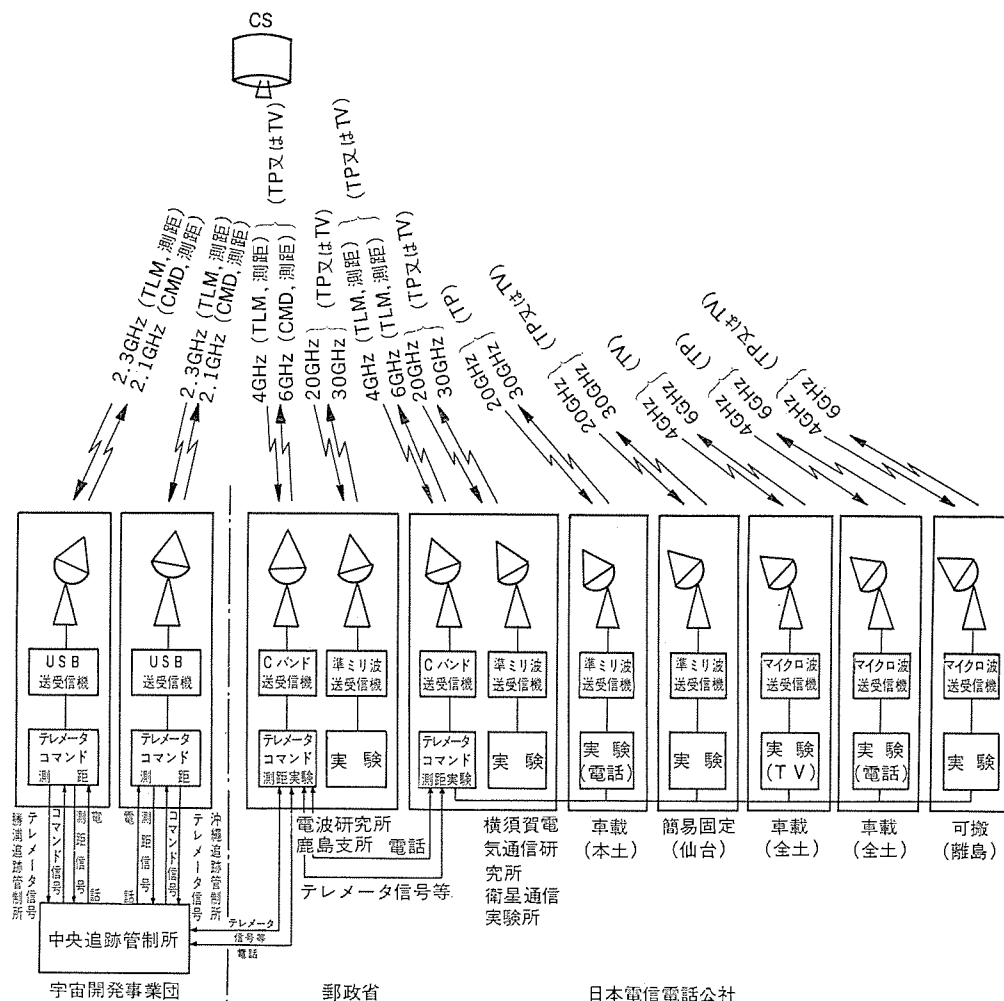 CS
2.3GHz (TLM, 測距)
2.1GHz (CMD, 測距)
2.3GHz (TLM, 測距)
2.1GHz (CMD, 測距)
4GHz (TLM, 測距)
6GHz (CMD, 測距)
(TP又はTV)
20GHz
30GHz
(TP又はTV)
4GHz (TLM, 測距)
6GHz (TLM, 測距)
(TP又はTV)
20GHz
30GHz
(TP又はTV)
20GHz
30GHz
(TP)
20GHz
30GHz
(TP又はTV)
4GHz
6GHz
(TV)
4GHz
6GHz
(TP)
4GHz
6GHz
(TP又はTV)
USB
送受信機
USB
送受信機
Cバンド
送受信機
準ミリ波
送受信機
Cバンド
送受信機
準ミリ波
送受信機
準ミリ波
送受信機
準ミリ波
送受信機
マイクロ波
送受信機
マイクロ波
送受信機
マイクロ波
送受信機
テレメータ
コマンド
測距
テレメータ
コマンド
測距
テレメータ
コマンド
測距実験
実験
テレメータ
コマンド
測距実験
実験
実験
(電話)
実験
実験
(TV)
実験
(電話)
実験
勝浦追跡管制所
テレメータ信号
コマンド信号
測距信号
電話
電話
測距信号
コマンド信号
テレメータ信号
沖縄追跡管制所
電波研究所
鹿島支所
電話
テレメータ信号等
横須賀電
気通信研
究所
衛星通信
実験所
車載
(本土)
簡易固定
(仙台)
車載
(全土)
車載
(全土)
可搬
(離島)
中央追跡管制所
テレメータ
信号等
電話
宇宙開発事業団
郵政省
日本電信電話公社